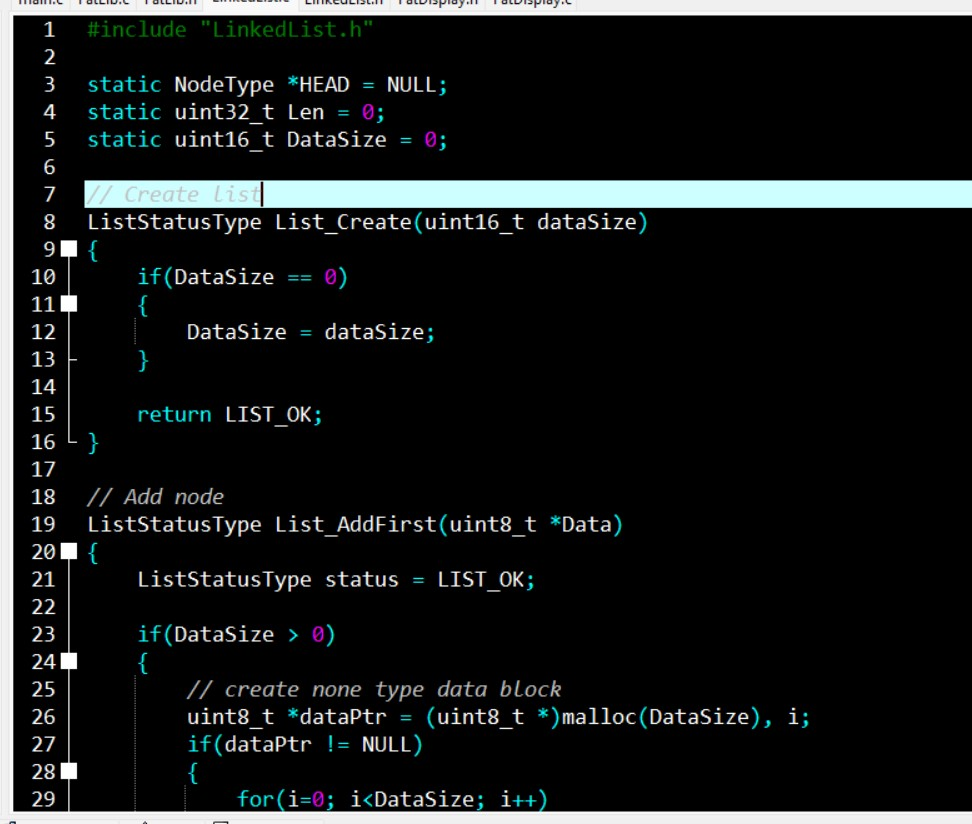 main.c FatLib.c FatLib.h LinkedList.c LinkedList.h FatDisplay.h FatDisplay.c
1 #include "LinkedList.h"
2
3 static NodeType *HEAD = NULL;
4 static uint32_t Len = 0;
5 static uint16_t DataSize = 0;
6
7 // Create list
8 ListStatusType List_Create(uint16_t dataSize)
9 {
10 if(DataSize == 0)
11 {
12 DataSize = dataSize;
13 }
14
15 return LIST_OK;
16 }
17
18 // Add node
19 ListStatusType List_AddFirst(uint8_t *Data)
20 {
21 ListStatusType status = LIST_OK;
22
23 if(DataSize > 0)
24 {
25 // create none type data block
26 uint8_t *dataPtr = (uint8_t *)malloc(DataSize), i;
27 if(dataPtr != NULL)
28 {
29 for(i=0; i<DataSize; i++)